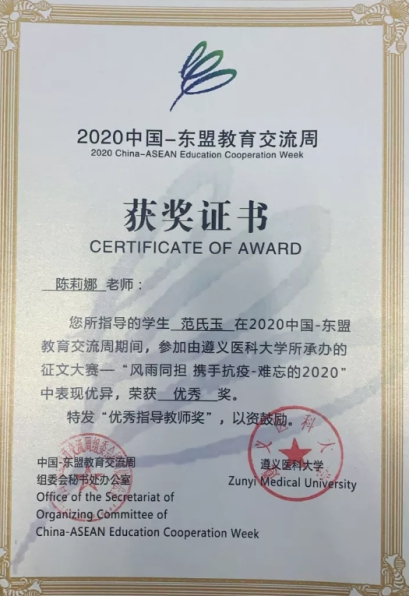 2020中国-东盟教育交流周
2020 China-ASEAN Education Cooperation Week
获奖证书
CERTIFICATE OF AWARD
陈莉娜 老师：
您所指导的学生 范氏玉 在2020中国-东盟
教育交流周期间，参加由遵义医科大学所承办的
征文大赛—“风雨同担 携手抗疫-难忘的2020”
中表现优异，荣获 优秀 奖。
特发“优秀指导教师奖”，以资鼓励。
中国-东盟教育交流周
组委会秘书处办公室
Office of the Secretariat of
Organizing Committee of
China-ASEAN Education Cooperation Week
遵义医科大学
Zunyi Medical University